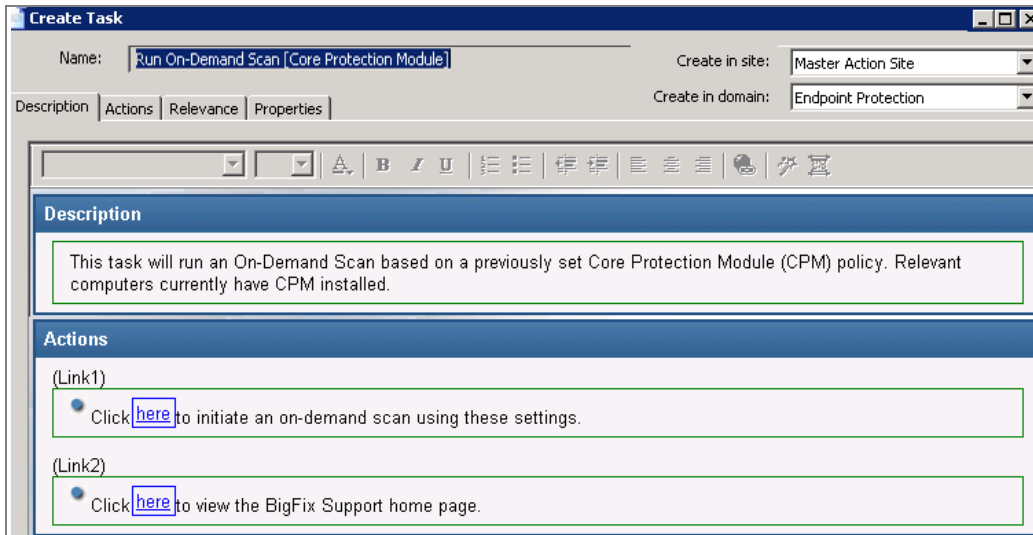 Create Task
Name: Run On-Demand Scan [Core Protection Module] Create in site: Master Action Site
Description Actions Relevance Properties Create in domain: Endpoint Protection
A B I U
Description
This task will run an On-Demand Scan based on a previously set Core Protection Module (CPM) policy. Relevant
computers currently have CPM installed.
Actions
(Link1)
Click here to initiate an on-demand scan using these settings.
(Link2)
Click here to view the BigFix Support home page.